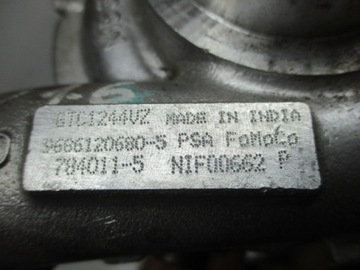 GTC1244VZ MADE IN INDIA
9686120680-5 PSA FoMoCo
784011-5 NIF00662 P